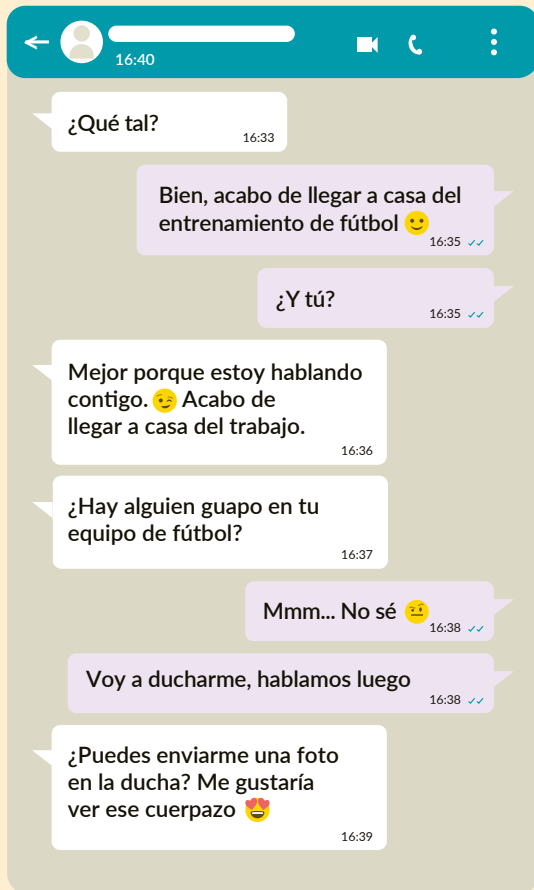 16:40
¿Qué tal?
16:33
Bien, acabo de llegar a casa del
entrenamiento de fútbol 🙂
16:35
¿Y tú?
16:35
Mejor porque estoy hablando
contigo. 😉 Acabo de
llegar a casa del trabajo.
16:36
¿Hay alguien guapo en tu
equipo de fútbol?
16:37
Mmm... No sé 🤨
16:38
Voy a ducharme, hablamos luego
16:38
¿Puedes enviarme una foto
en la ducha? Me gustaría
ver ese cuerpazo 😍
16:39